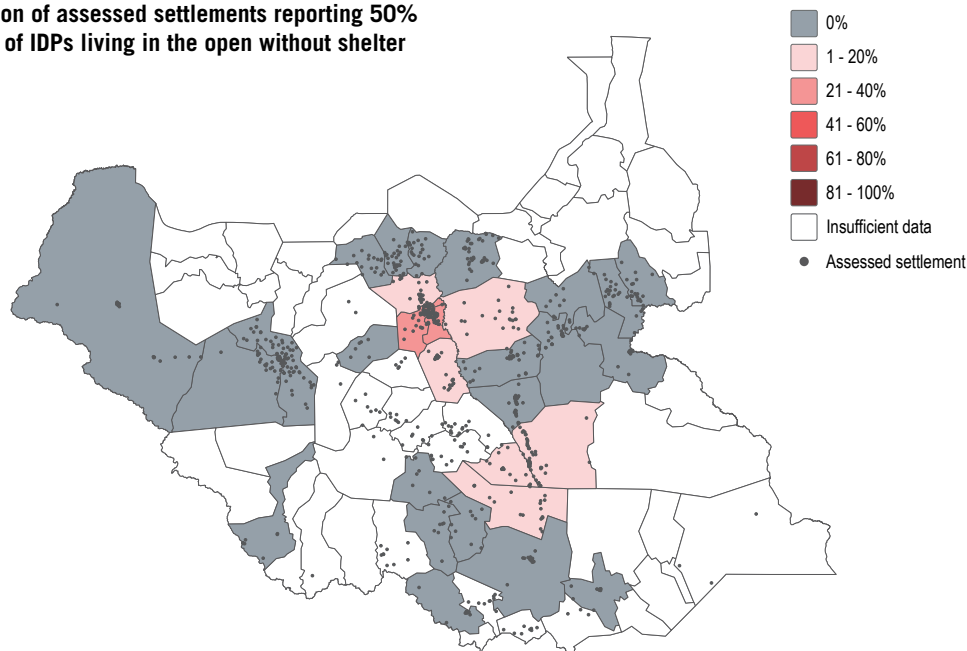 on of assessed settlements reporting 50%
of IDPs living in the open without shelter
0%
1 - 20%
21 - 40%
41 - 60%
61 - 80%
81 - 100%
Insufficient data
Assessed settlement